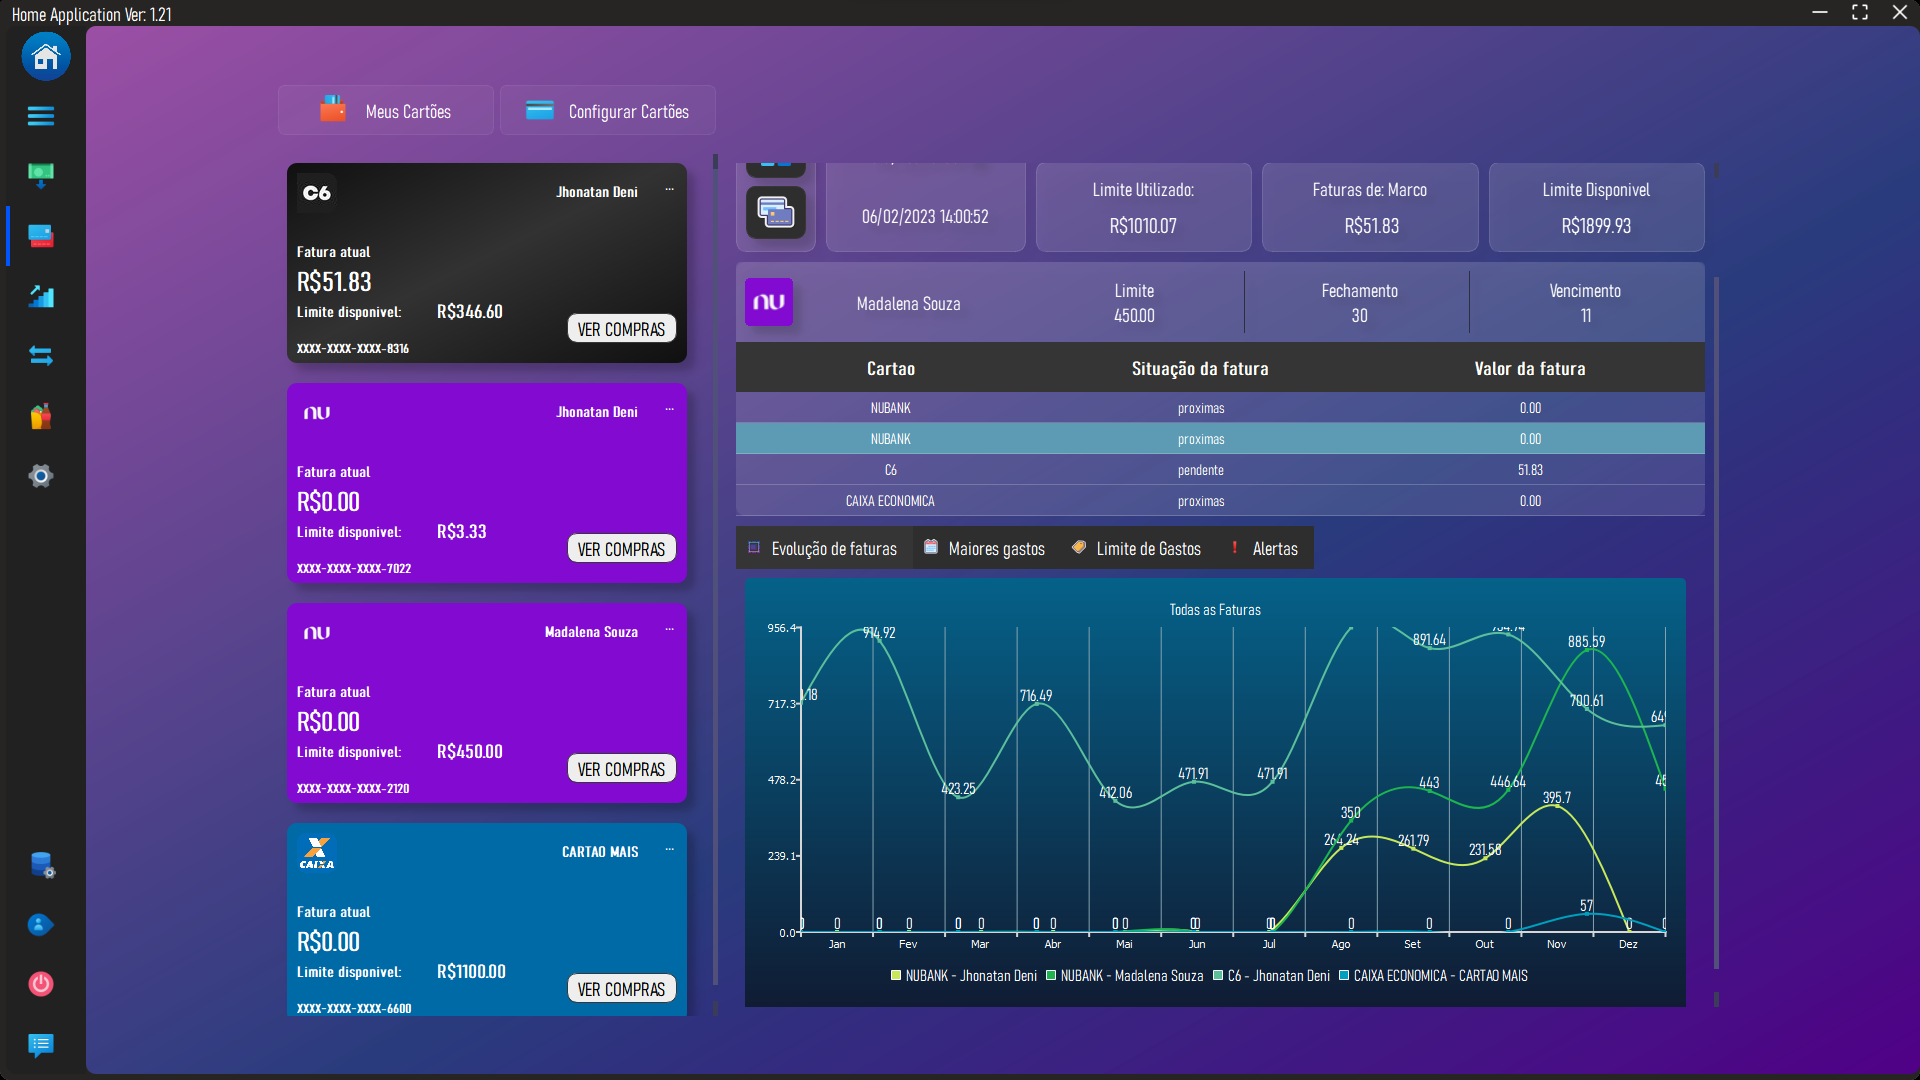 Home Application Ver: 1.21
Meus Cartões
Configurar Cartões
C6
Jhonatan Deni
...
Fatura atual
R$51.83
Limite disponivel:
R$346.60
VER COMPRAS
XXXX-XXXX-XXXX-8316
nu
Jhonatan Deni
...
Fatura atual
R$0.00
Limite disponivel:
R$3.33
VER COMPRAS
XXXX-XXXX-XXXX-7022
nu
Madalena Souza
...
Fatura atual
R$0.00
Limite disponivel:
R$450.00
VER COMPRAS
XXXX-XXXX-XXXX-2120
CAIXA
CARTAO MAIS
...
Fatura atual
R$0.00
Limite disponivel:
R$1100.00
VER COMPRAS
XXXX-XXXX-XXXX-6600
06/02/2023 14:00:52
Limite Utilizado:
R$1010.07
Faturas de: Marco
R$51.83
Limite Disponivel
R$1899.93
nu
Madalena Souza
Limite
450.00
Fechamento
30
Vencimento
11
Cartao Situação da fatura Valor da fatura
NUBANK proximas 0.00
NUBANK proximas 0.00
C6 pendente 51.83
CAIXA ECONOMICA proximas 0.00
Evolução de faturas
Maiores gastos
Limite de Gastos
Alertas
Todas as Faturas
956.4
717.3
478.2
239.1
0.0
914.92
423.25
716.49
412.06
471.91
471.91
891.64
700.61
350
443
446.64
885.59
264.24
261.79
231.56
395.7
57
0 0 0 0 0 0 0 0 0 0 0 0 0 0 0 0 0 0
Jan Fev Mar Abr Mai Jun Jul Ago Set Out Nov Dez
NUBANK - Jhonatan Deni NUBANK - Madalena Souza C6 - Jhonatan Deni CAIXA ECONOMICA - CARTAO MAIS